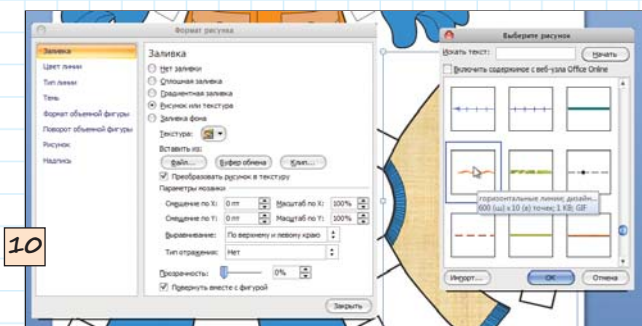 Формат рисунка
Заливка
Цвет линии
Тип линии
Тень
Формат объемной фигуры
Поворот объемной фигуры
Рисунок
Надпись
Заливка
Нет заливки
Сплошная заливка
Градиентная заливка
Рисунок или текстура
Заливка фона
Текстура:
Вставить из:
Файл... Буфер обмена Клип...
Преобразовать рисунок в текстуру
Параметры мозаики
Смещение по X: 0 пт Масштаб по X: 100%
Смещение по Y: 0 пт Масштаб по Y: 100%
Выравнивание: По верхнему и левому краю
Тип отражения: Нет
Прозрачность: 0%
Повернуть вместе с фигурой
Закрыть
Выберите рисунок
Искать текст: Начать
Включить содержимое с веб-узла Office Online
горизонтальные линии; дизайн...
600 (ш) x 10 (в) точек; 1 КБ; GIF
Импорт... ОК Отмена
10